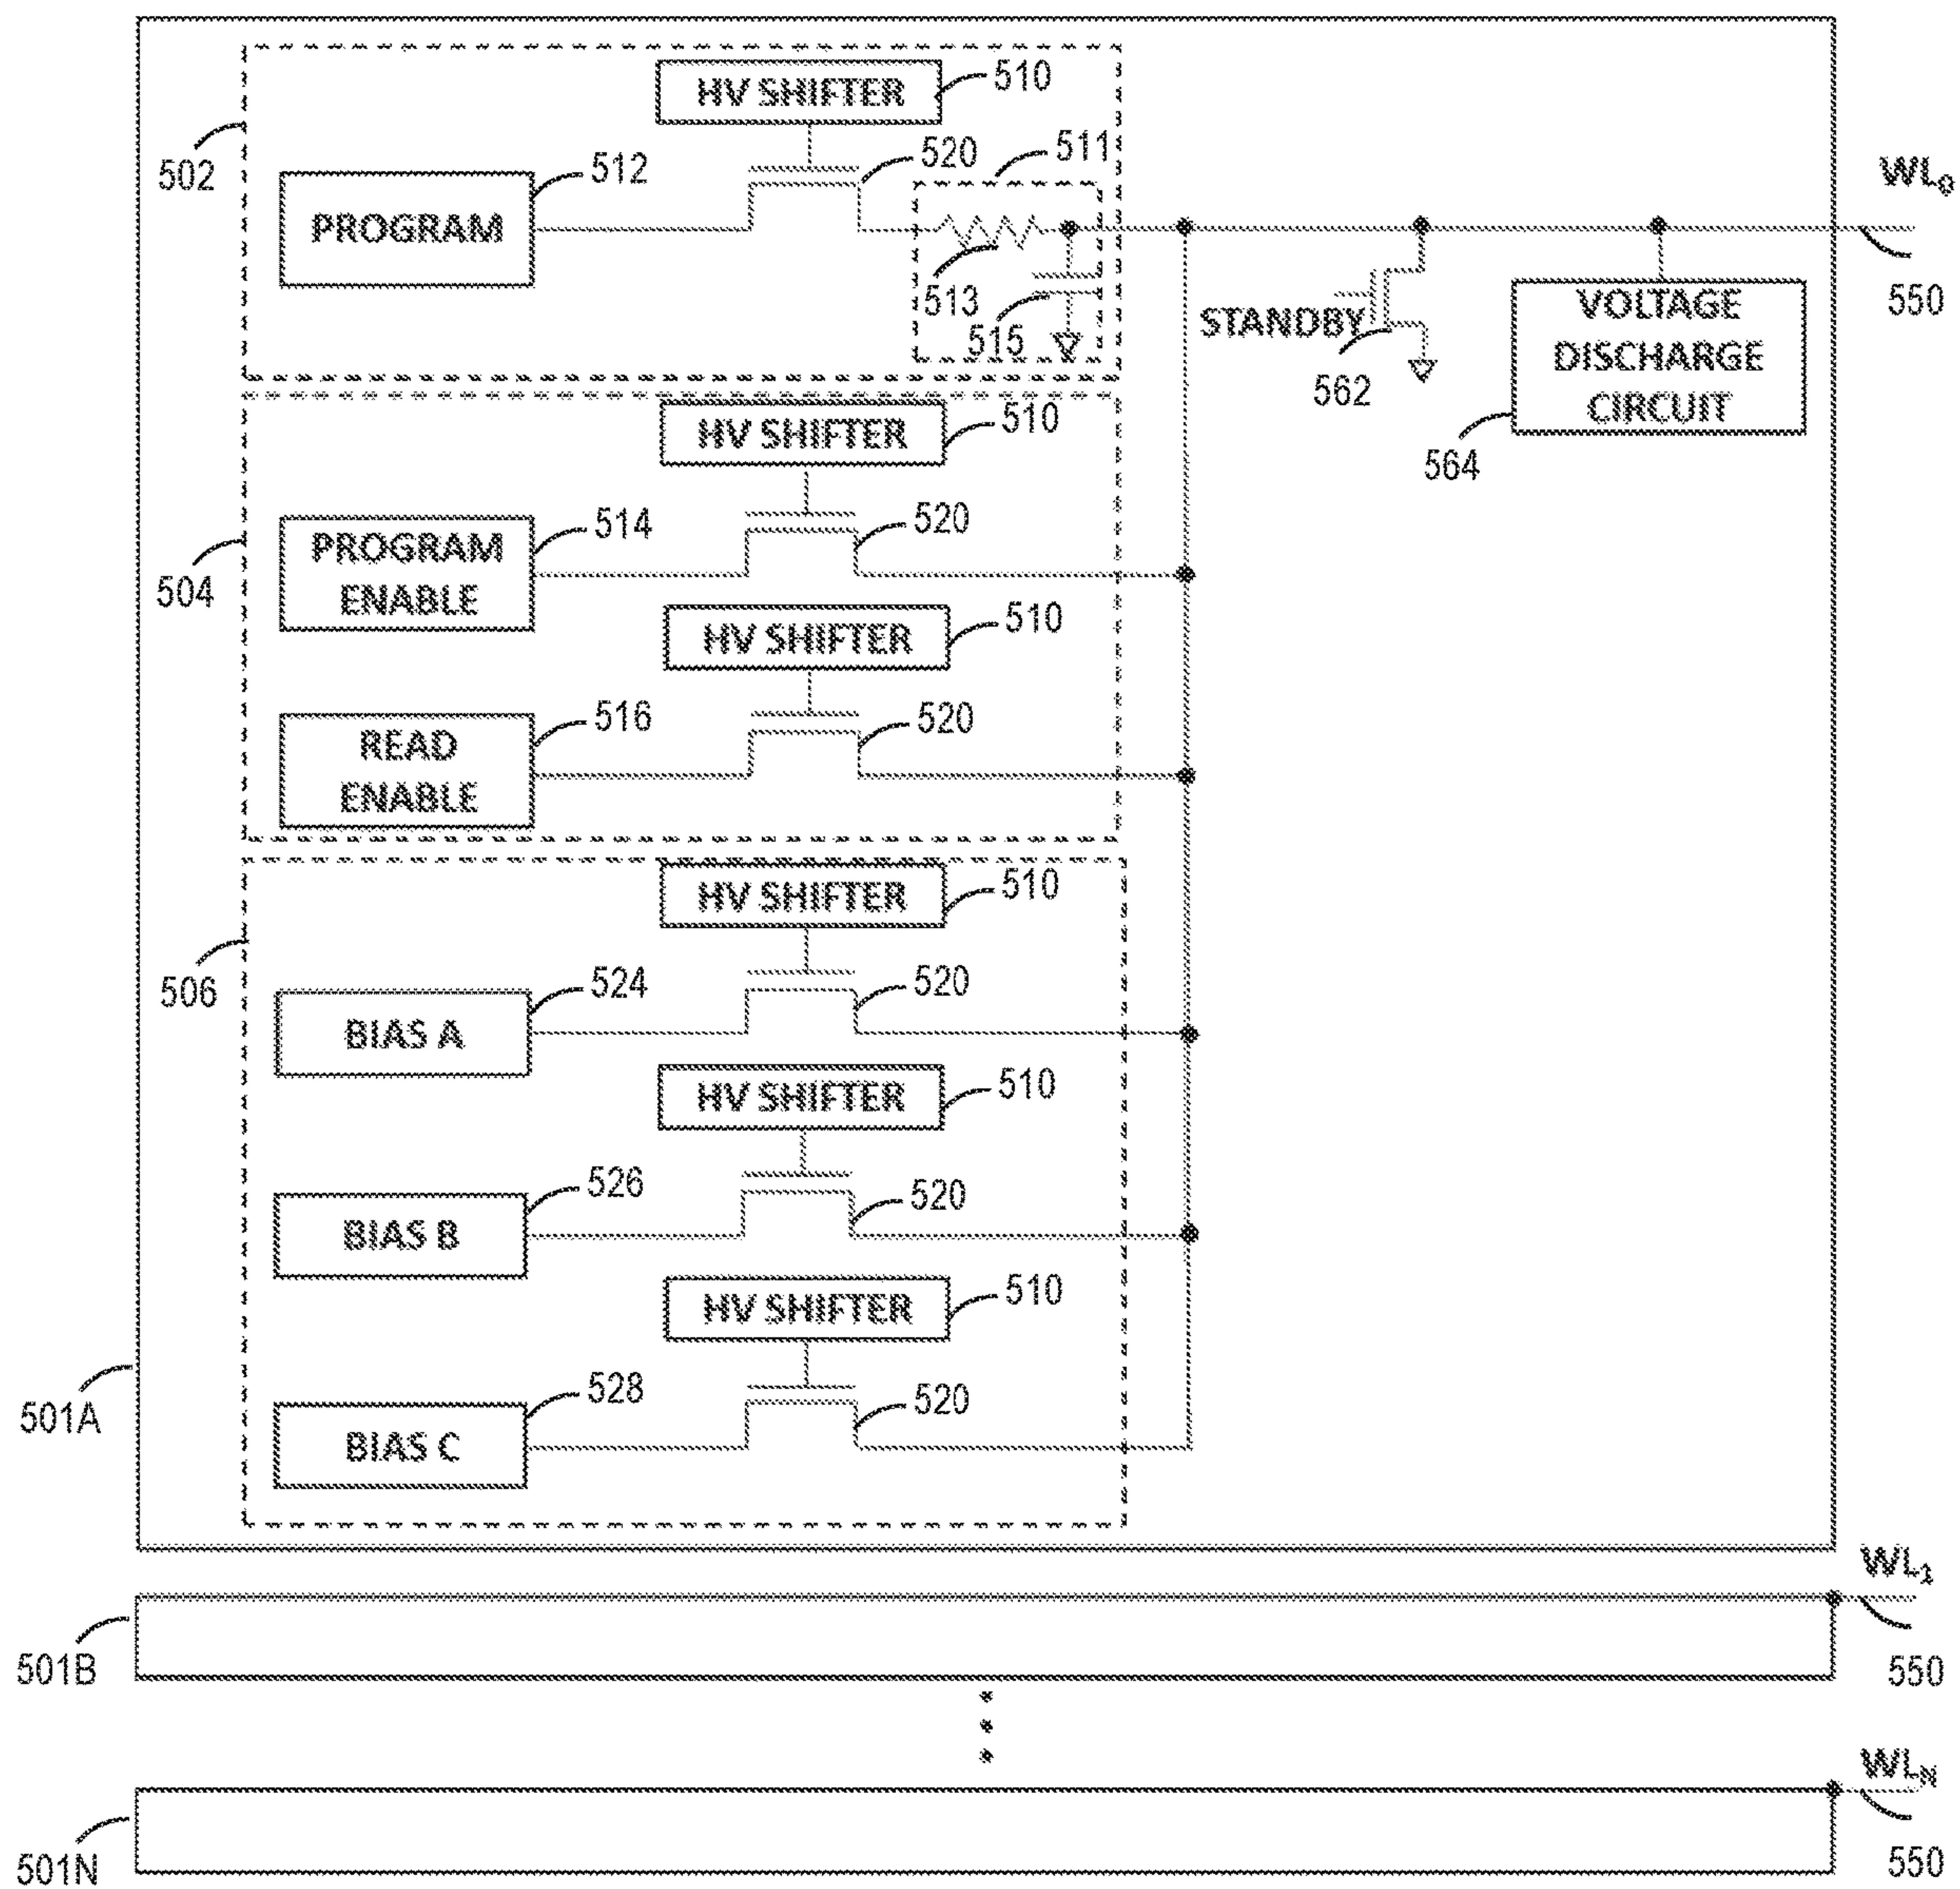 HV SHIFTER
510
502
512
520
511
PROGRAM
WL0
513
515
STANDBY
562
VOLTAGE
DISCHARGE
CIRCUIT
564
550
HV SHIFTER
510
504
514
520
PROGRAM
ENABLE
HV SHIFTER
510
516
520
READ
ENABLE
HV SHIFTER
510
506
524
520
BIAS A
HV SHIFTER
510
526
520
BIAS B
HV SHIFTER
510
528
520
BIAS C
501A
WL1
501B
550
WLN
501N
550